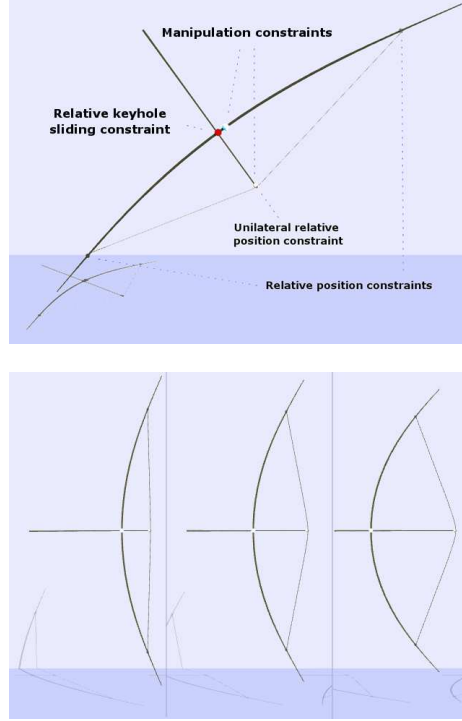 Manipulation constraints
Relative keyhole
sliding constraint
Unilateral relative
position constraint
Relative position constraints